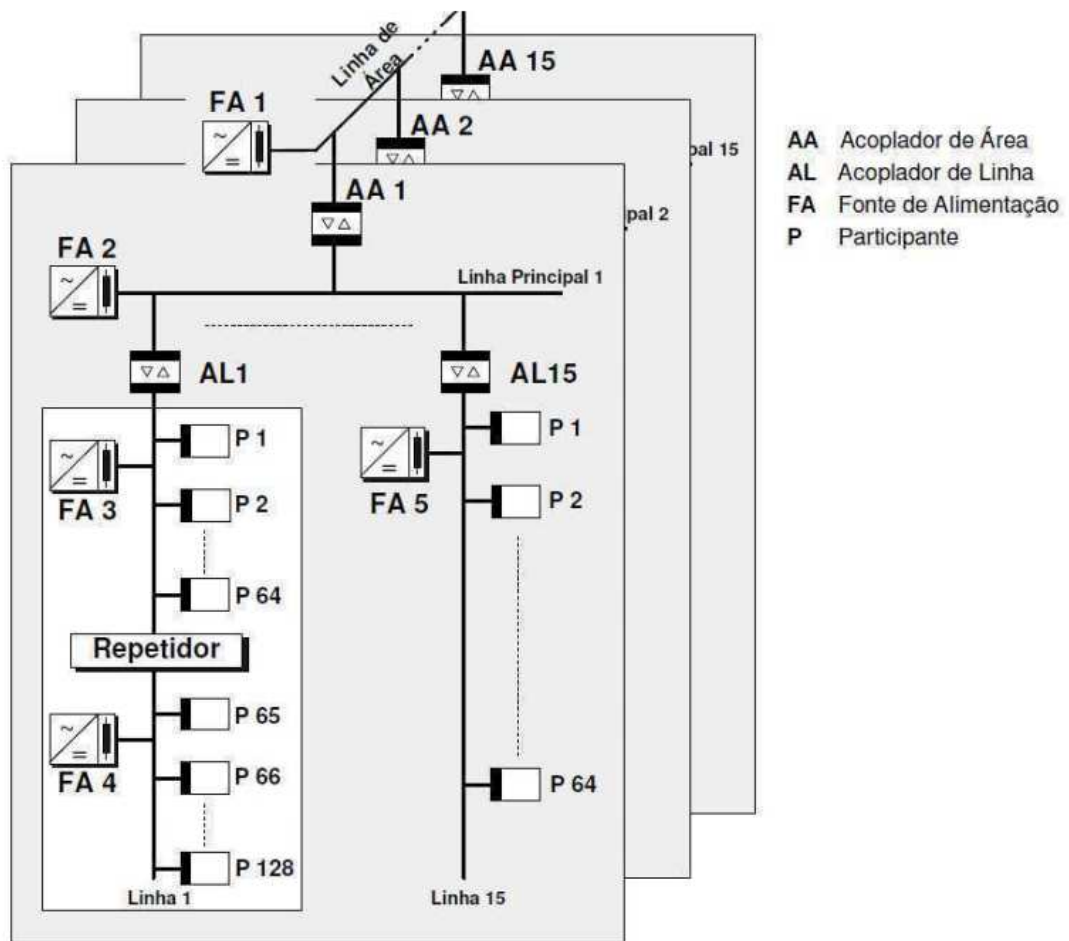 Linha de
Área
AA 15
FA 1
AA 2
AA 1
pal 15
ipal 2
FA 2
Linha Principal 1
AL1
AL15
P 1
FA 3
P 2
P 64
Repetidor
P 65
FA 4
P 66
P 128
Linha 1
P 1
FA 5
P 2
P 64
Linha 15
AA Acoplador de Área
AL Acoplador de Linha
FA Fonte de Alimentação
P Participante